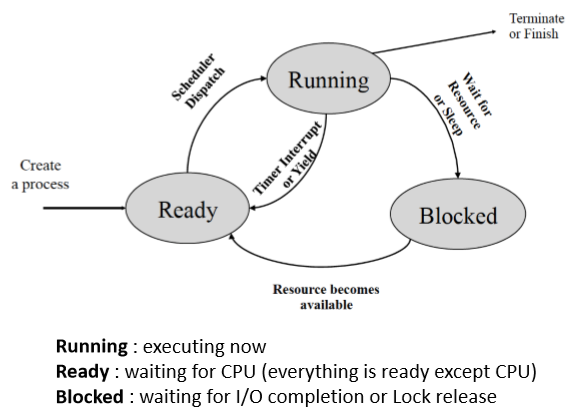 Terminate
or Finish
Scheduler
Dispatch
Running
Wait for
Resource
or Sleep
Timer Interrupt
or Yield
Create
a process
Ready
Blocked
Resource becomes
available
Running : executing now
Ready : waiting for CPU (everything is ready except CPU)
Blocked : waiting for I/O completion or Lock release